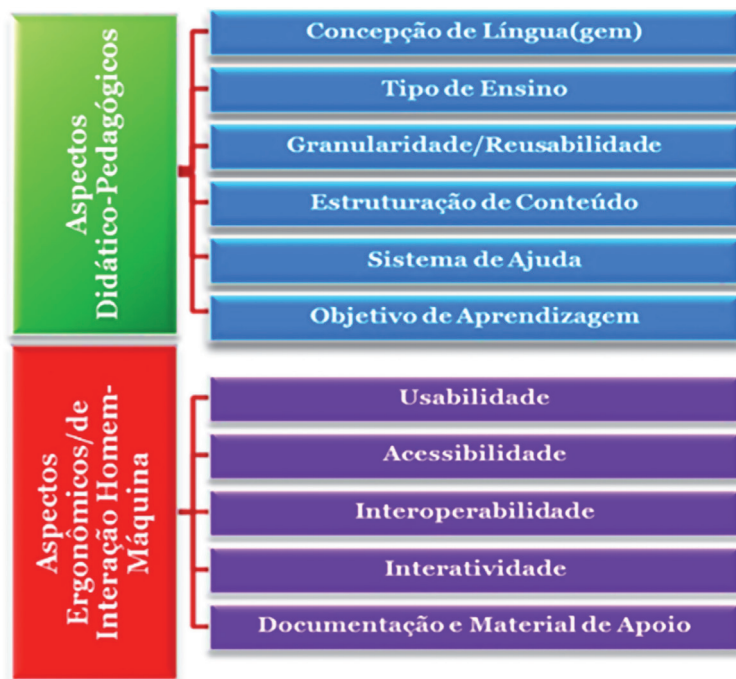 Aspectos
Didático-Pedagógicos
Concepção de Língua(gem)
Tipo de Ensino
Granularidade/Reusabilidade
Estruturação de Conteúdo
Sistema de Ajuda
Objetivo de Aprendizagem
Aspectos
Ergonômicos/de
Interação Homem-
Máquina
Usabilidade
Acessibilidade
Interoperabilidade
Interatividade
Documentação e Material de Apoio